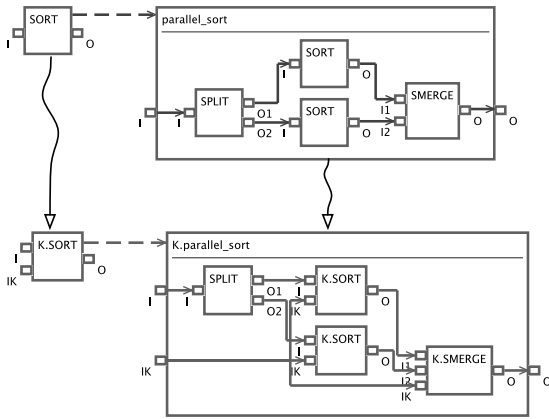 SORT
I
O
parallel_sort
SORT
I
O
SPLIT
I
I
O1
O2
SORT
I
O
SMERGE
I1
I2
O
O
K.SORT
I
IK
O
K.parallel_sort
SPLIT
I
I
O1
O2
K.SORT
I
IK
O
K.SORT
I
IK
O
IK
K.SMERGE
I1
I2
IK
O
O